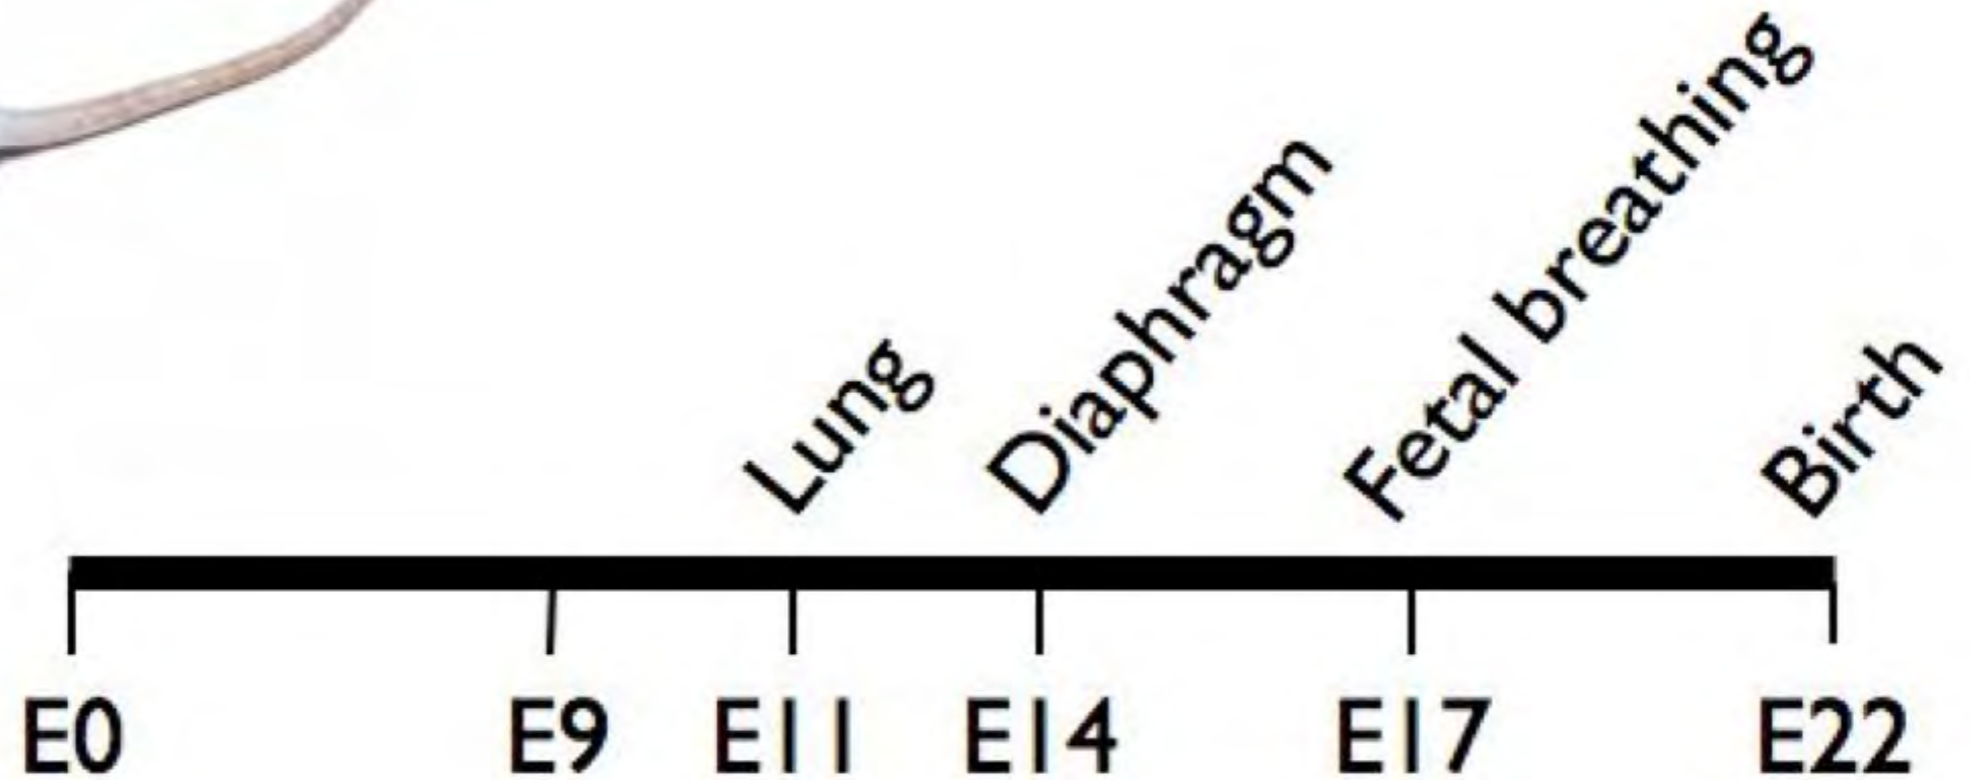 Lung
Diaphragm
Fetal breathing
Birth
E0 E9 E11 E14 E17 E22